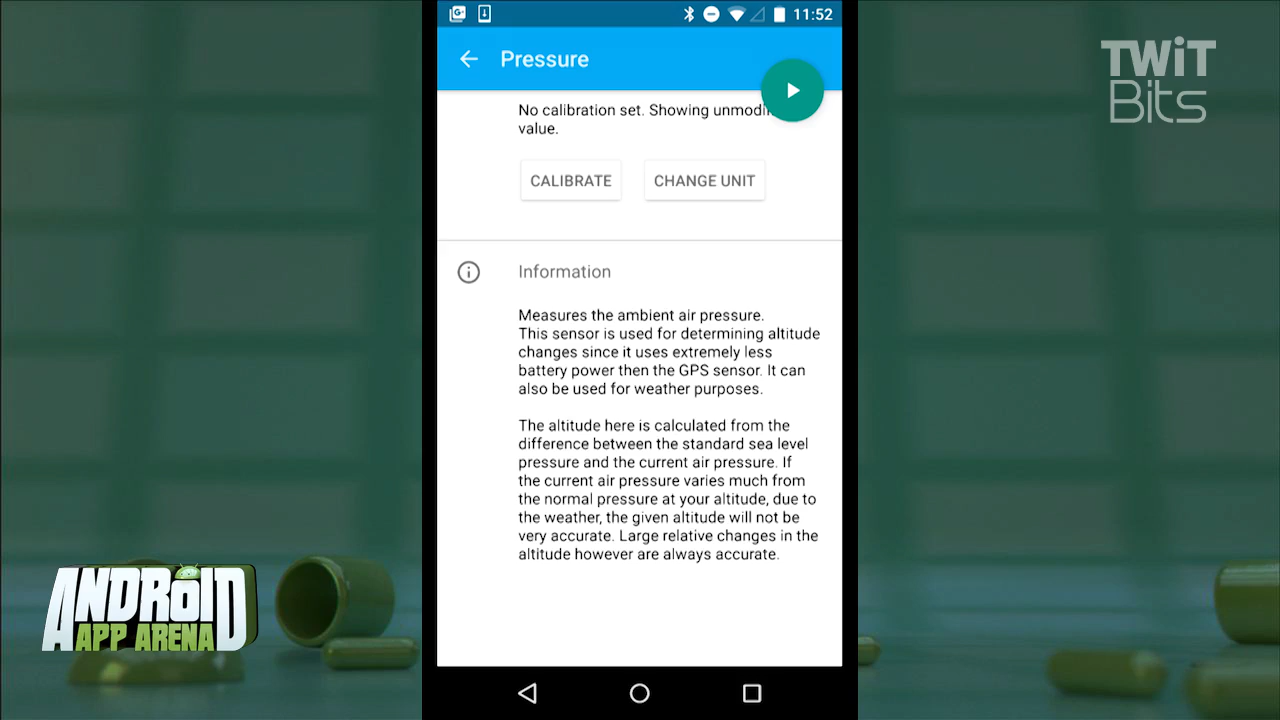 11:52
Pressure
TWiT
Bits
No calibration set. Showing unmodi
value.
CALIBRATE
CHANGE UNIT
Information
Measures the ambient air pressure.
This sensor is used for determining altitude
changes since it uses extremely less
battery power then the GPS sensor. It can
also be used for weather purposes.
The altitude here is calculated from the
difference between the standard sea level
pressure and the current air pressure. If
the current air pressure varies much from
the normal pressure at your altitude, due to
the weather, the given altitude will not be
very accurate. Large relative changes in the
altitude however are always accurate.
ANDROID
APP ARENA